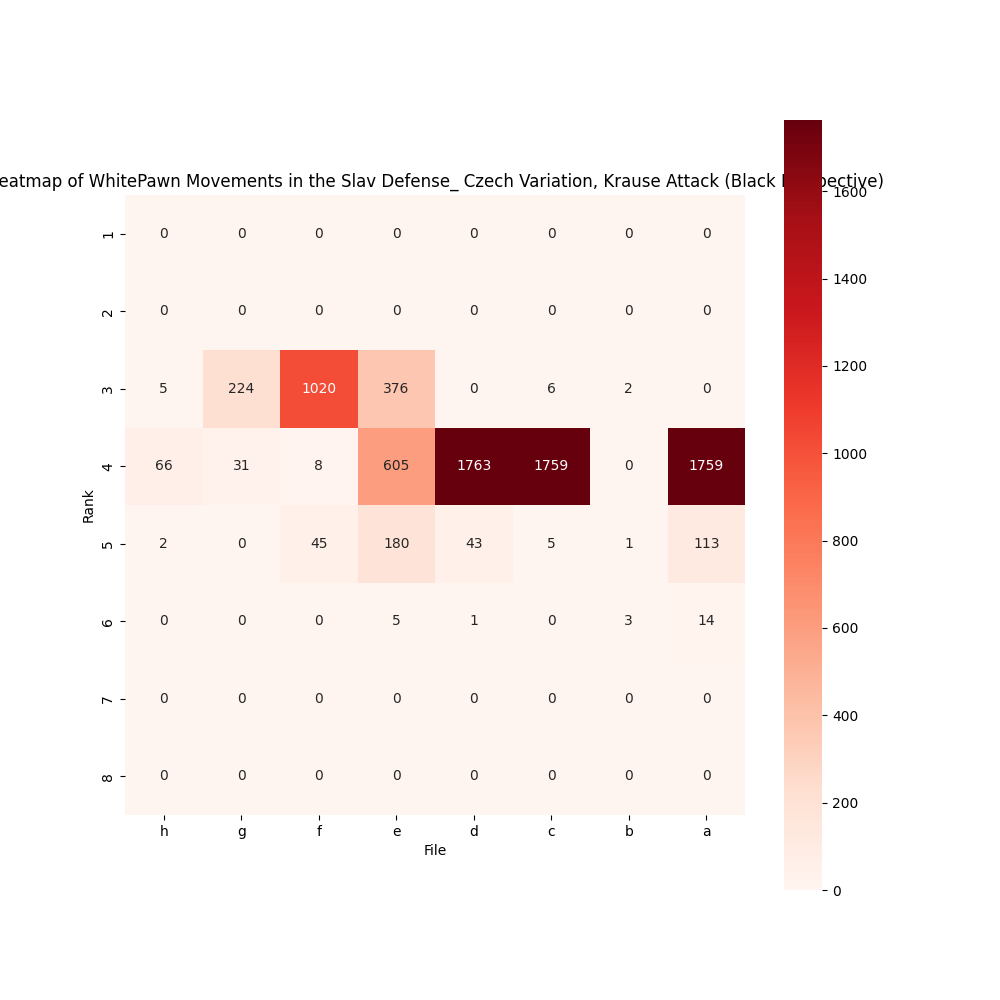 eatmap of WhitePawn Movements in the Slav Defense_ Czech Variation, Krause Attack (Black Perspective)
1 0 0 0 0 0 0 0 0
2 0 0 0 0 0 0 0 0
3 5 224 1020 376 0 6 2 0
4 66 31 8 605 1763 1759 0 1759
5 2 0 45 180 43 5 1 113
6 0 0 0 5 1 0 3 14
7 0 0 0 0 0 0 0 0
8 0 0 0 0 0 0 0 0
Rank
h g f e d c b a
File
1600
1400
1200
1000
800
600
400
200
0